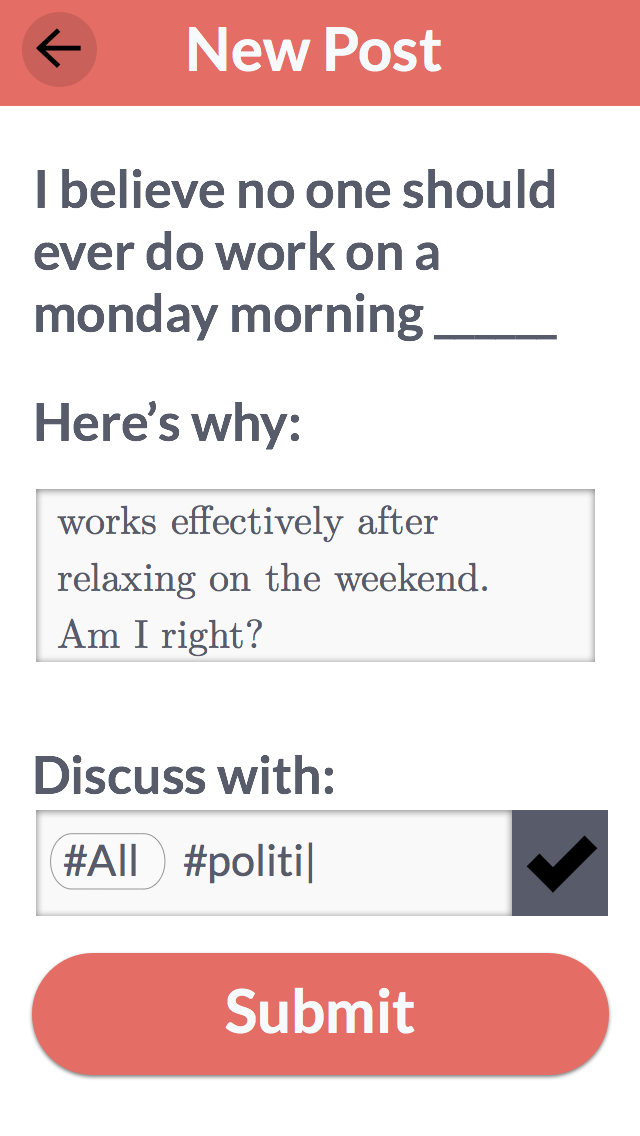 New Post
I believe no one should
ever do work on a
monday morning ______
Here’s why:
works effectively after
relaxing on the weekend.
Am I right?
Discuss with:
#All #politi
Submit